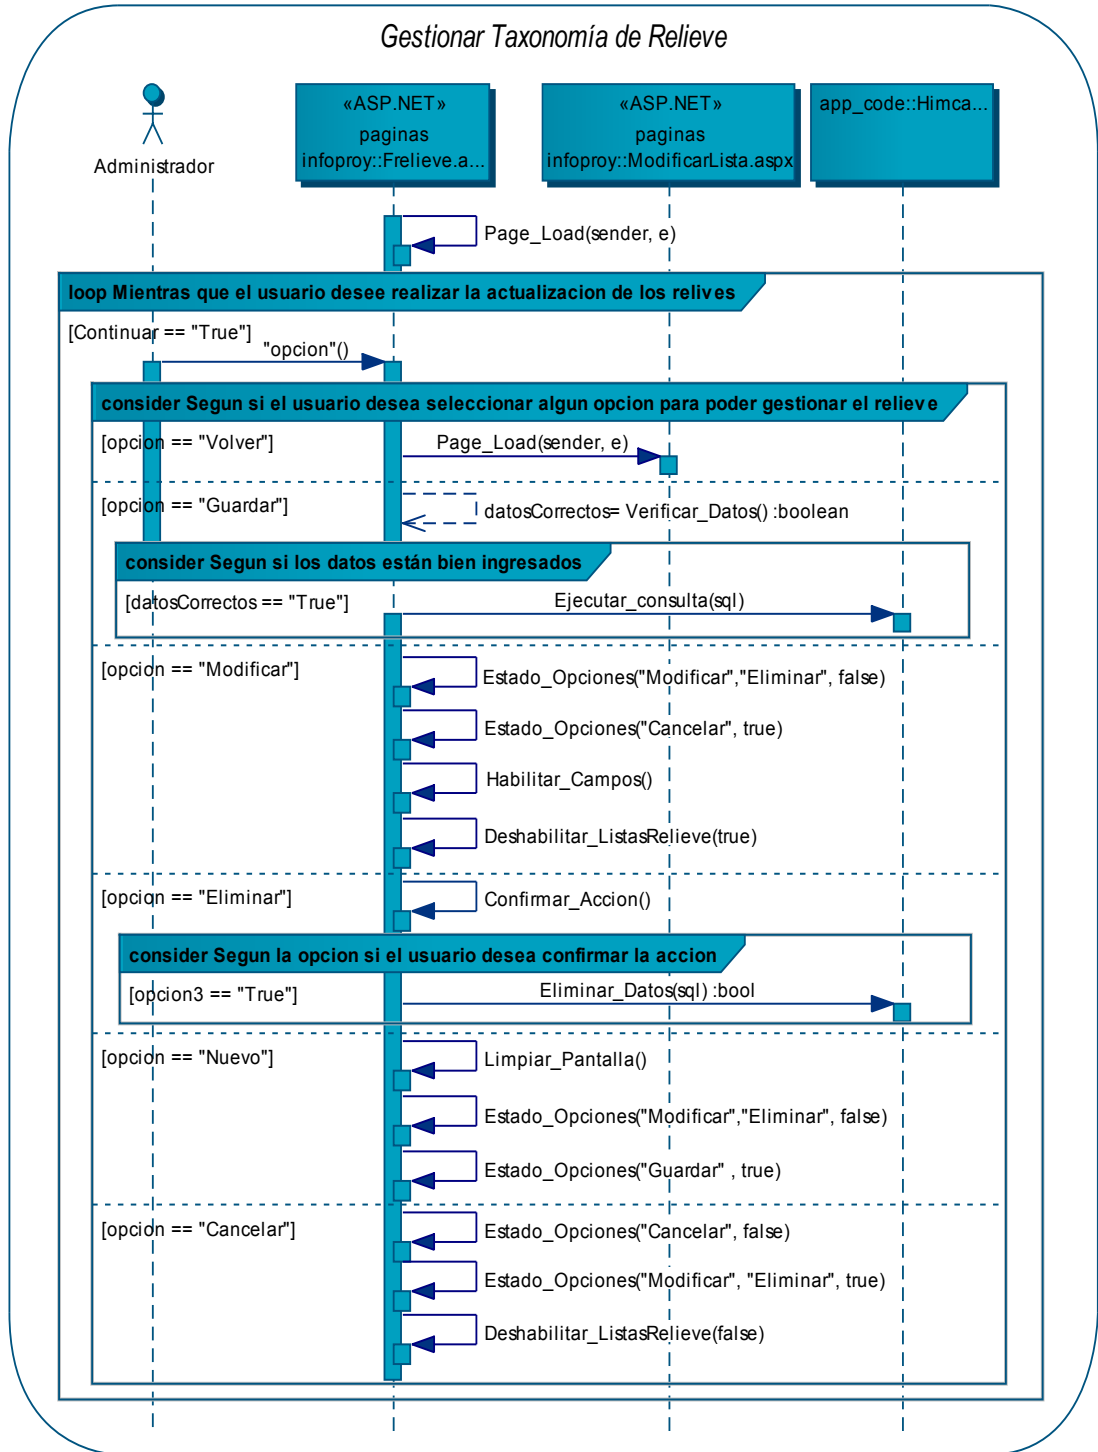 Gestionar Taxonomía de Relieve
Administrador
«ASP.NET»
paginas
infoproy::Frelieve.a...
«ASP.NET»
paginas
infoproy::ModificarLista.aspx
app_code::Himca...
Page_Load(sender, e)
loop Mientras que el usuario desee realizar la actualizacion de los relives
[Continuar == "True"]
"opcion"()
consider Segun si el usuario desea seleccionar algun opcion para poder gestionar el relieve
[opcion == "Volver"]
Page_Load(sender, e)
[opcion == "Guardar"]
datosCorrectos= Verificar_Datos() :boolean
consider Segun si los datos están bien ingresados
[datosCorrectos == "True"]
Ejecutar_consulta(sql)
[opcion == "Modificar"]
Estado_Opciones("Modificar","Eliminar", false)
Estado_Opciones("Cancelar", true)
Habilitar_Campos()
Deshabilitar_ListasRelieve(true)
[opcion == "Eliminar"]
Confirmar_Accion()
consider Segun la opcion si el usuario desea confirmar la accion
[opcion3 == "True"]
Eliminar_Datos(sql) :bool
[opcion == "Nuevo"]
Limpiar_Pantalla()
Estado_Opciones("Modificar","Eliminar", false)
Estado_Opciones("Guardar" , true)
[opcion == "Cancelar"]
Estado_Opciones("Cancelar", false)
Estado_Opciones("Modificar", "Eliminar", true)
Deshabilitar_ListasRelieve(false)